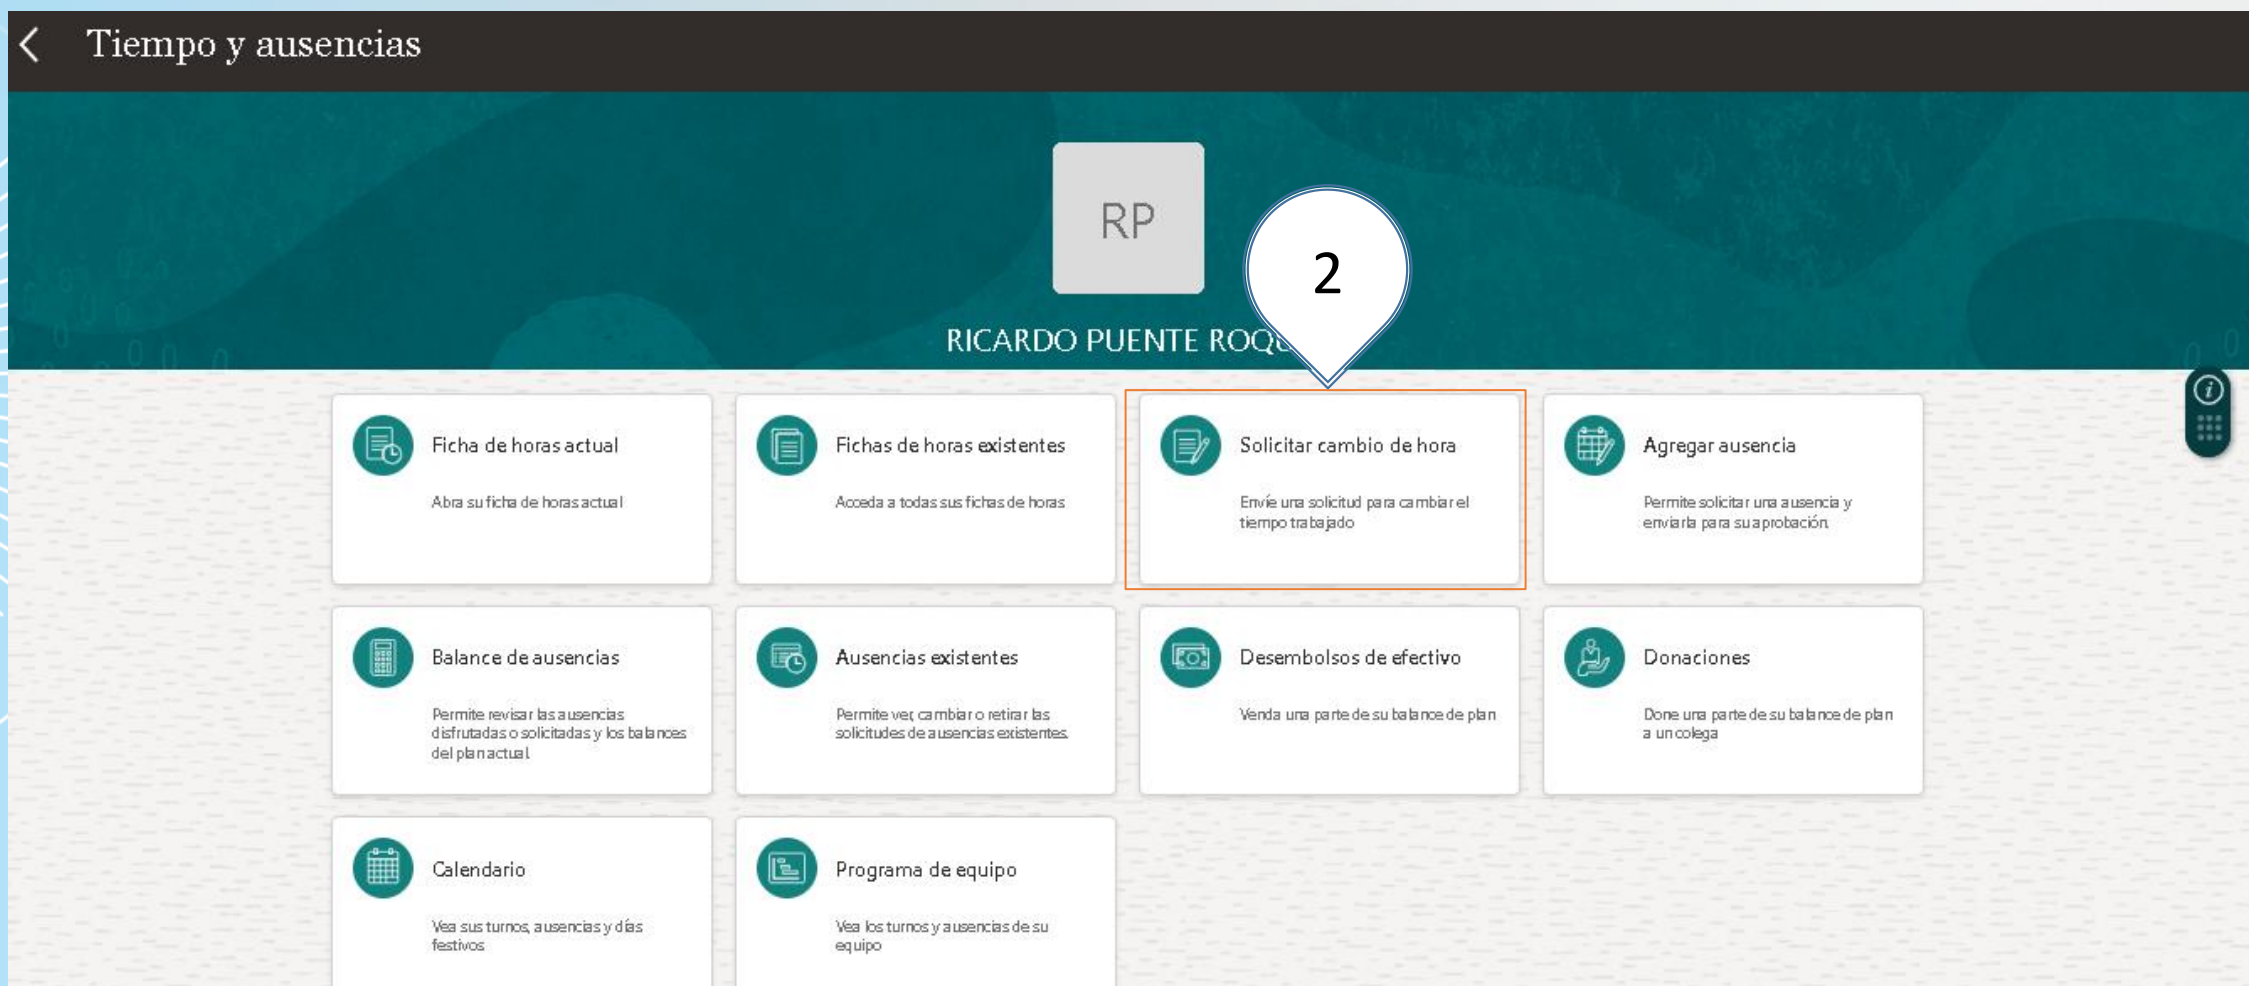 Tiempo y ausencias
RP
2
RICARDO PUENTE
Ficha de horas actual
Abra su ficha de horas actual
Fichas de horas existentes
Acceda a todas sus fichas de horas
Solicitar cambio de hora
Envíe una solicitud para cambiar el
tiempo trabajado
Agregar ausencia
Permite solicitar una ausencia y
enviarla para su aprobación.
Balance de ausencias
Permite revisar las ausencias
disfrutadas o solicitadas y los balances
del plan actual.
Ausencias existentes
Permite ver, cambiar o retirar las
solicitudes de ausencias existentes.
Desembolsos de efectivo
Venda una parte de su balance de plan
Donaciones
Done una parte de su balance de plan
a un colega
Calendario
Vea sus turnos, ausencias y días
festivos
Programa de equipo
Vea los turnos y ausencias de su
equipo